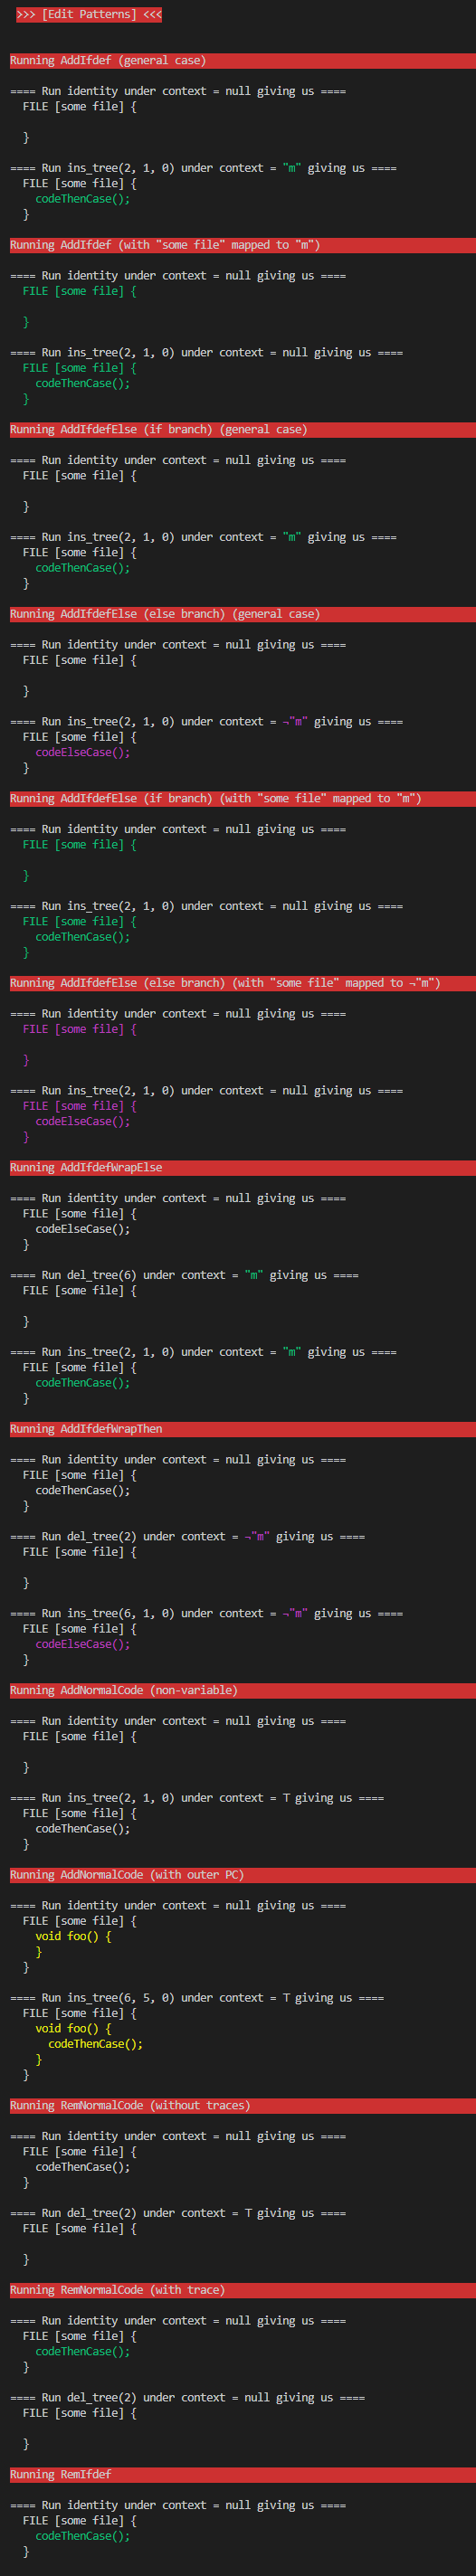 >>> [Edit Patterns] <<<
Running AddIfdef (general case)
==== Run identity under context = null giving us ====
FILE [some file] {
}
==== Run ins_tree(2, 1, 0) under context = "m" giving us ====
FILE [some file] {
codeThenCase();
}
Running AddIfdef (with "some file" mapped to "m")
==== Run identity under context = null giving us ====
FILE [some file] {
}
==== Run ins_tree(2, 1, 0) under context = null giving us ====
FILE [some file] {
codeThenCase();
}
Running AddIfdefElse (if branch) (general case)
==== Run identity under context = null giving us ====
FILE [some file] {
}
==== Run ins_tree(2, 1, 0) under context = "m" giving us ====
FILE [some file] {
codeThenCase();
}
Running AddIfdefElse (else branch) (general case)
==== Run identity under context = null giving us ====
FILE [some file] {
}
==== Run ins_tree(2, 1, 0) under context = ¬"m" giving us ====
FILE [some file] {
codeElseCase();
}
Running AddIfdefElse (if branch) (with "some file" mapped to "m")
==== Run identity under context = null giving us ====
FILE [some file] {
}
==== Run ins_tree(2, 1, 0) under context = null giving us ====
FILE [some file] {
codeThenCase();
}
Running AddIfdefElse (else branch) (with "some file" mapped to ¬"m")
==== Run identity under context = null giving us ====
FILE [some file] {
}
==== Run ins_tree(2, 1, 0) under context = null giving us ====
FILE [some file] {
codeElseCase();
}
Running AddIfdefWrapElse
==== Run identity under context = null giving us ====
FILE [some file] {
codeElseCase();
}
==== Run del_tree(6) under context = "m" giving us ====
FILE [some file] {
}
==== Run ins_tree(2, 1, 0) under context = "m" giving us ====
FILE [some file] {
codeThenCase();
}
Running AddIfdefWrapThen
==== Run identity under context = null giving us ====
FILE [some file] {
codeThenCase();
}
==== Run del_tree(2) under context = ¬"m" giving us ====
FILE [some file] {
}
==== Run ins_tree(6, 1, 0) under context = ¬"m" giving us ====
FILE [some file] {
codeElseCase();
}
Running AddNormalCode (non-variable)
==== Run identity under context = null giving us ====
FILE [some file] {
}
==== Run ins_tree(2, 1, 0) under context = ⊤ giving us ====
FILE [some file] {
codeThenCase();
}
Running AddNormalCode (with outer PC)
==== Run identity under context = null giving us ====
FILE [some file] {
void foo() {
}
}
==== Run ins_tree(6, 5, 0) under context = ⊤ giving us ====
FILE [some file] {
void foo() {
codeThenCase();
}
}
Running RemNormalCode (without traces)
==== Run identity under context = null giving us ====
FILE [some file] {
codeThenCase();
}
==== Run del_tree(2) under context = ⊤ giving us ====
FILE [some file] {
}
Running RemNormalCode (with trace)
==== Run identity under context = null giving us ====
FILE [some file] {
codeThenCase();
}
==== Run del_tree(2) under context = null giving us ====
FILE [some file] {
}
Running RemIfdef
==== Run identity under context = null giving us ====
FILE [some file] {
codeThenCase();
}